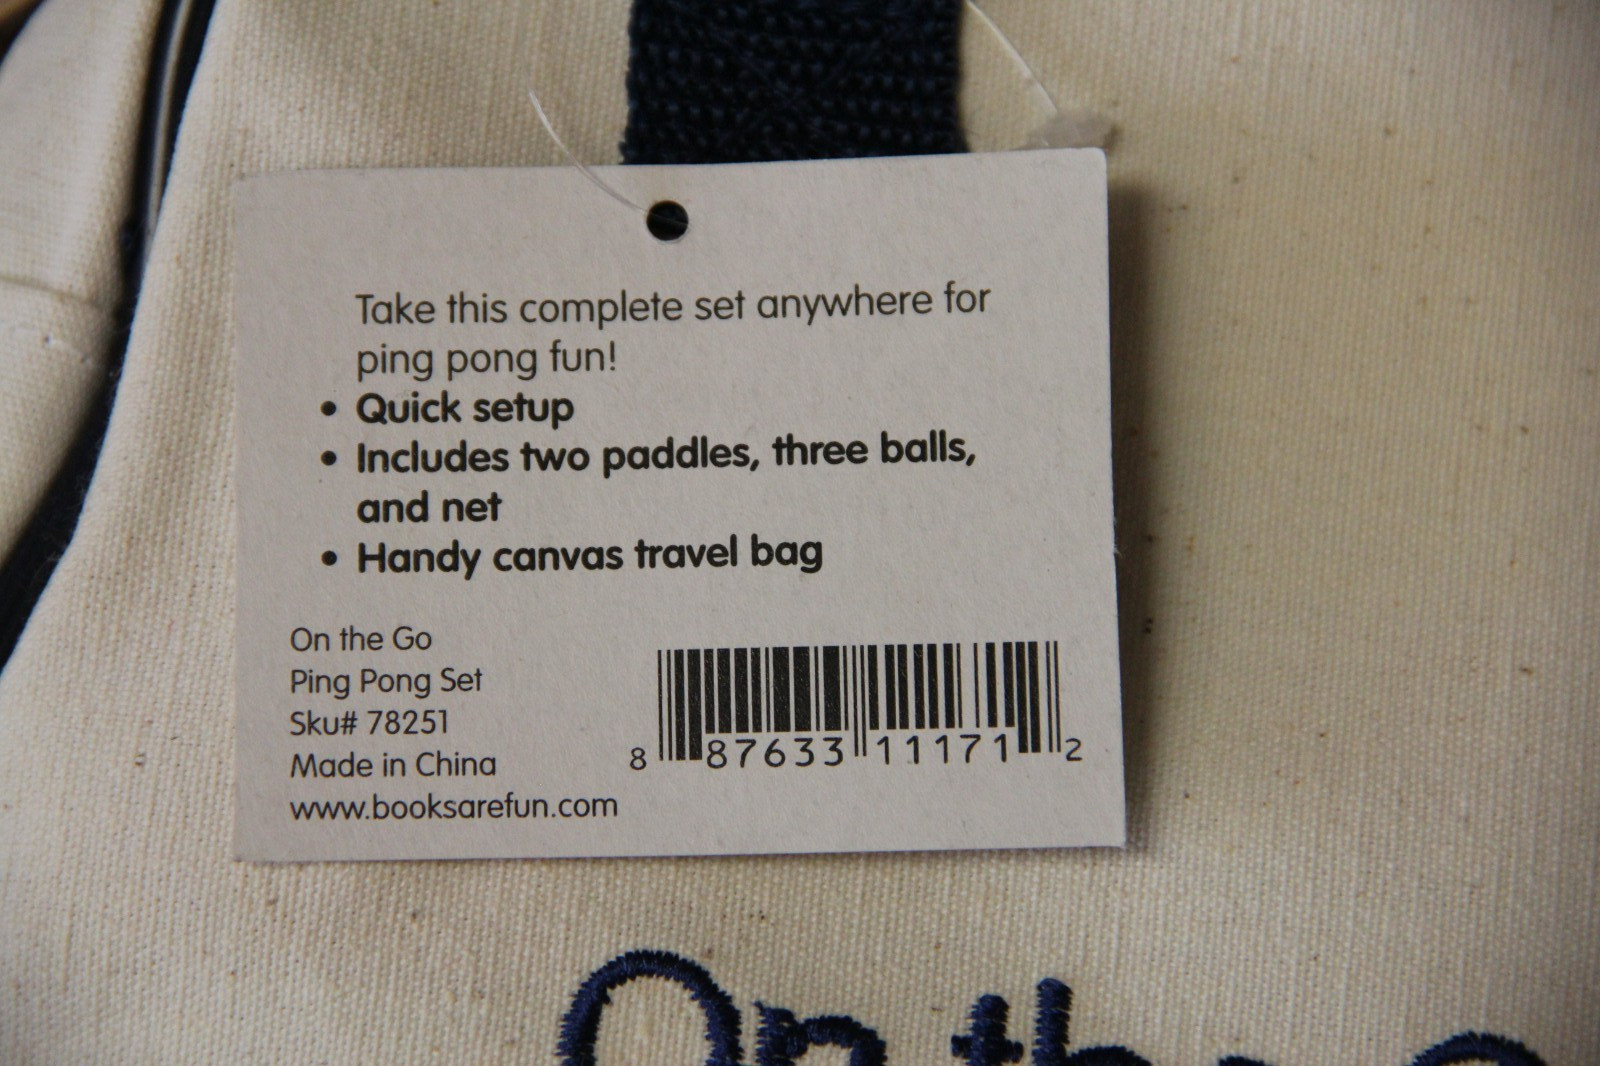 Take this complete set anywhere for
ping pong fun!
• Quick setup
• Includes two paddles, three balls,
and net
• Handy canvas travel bag
On the Go
Ping Pong Set
Sku# 78251
Made in China
www.booksarefun.com
8 87633 11171 2
On the